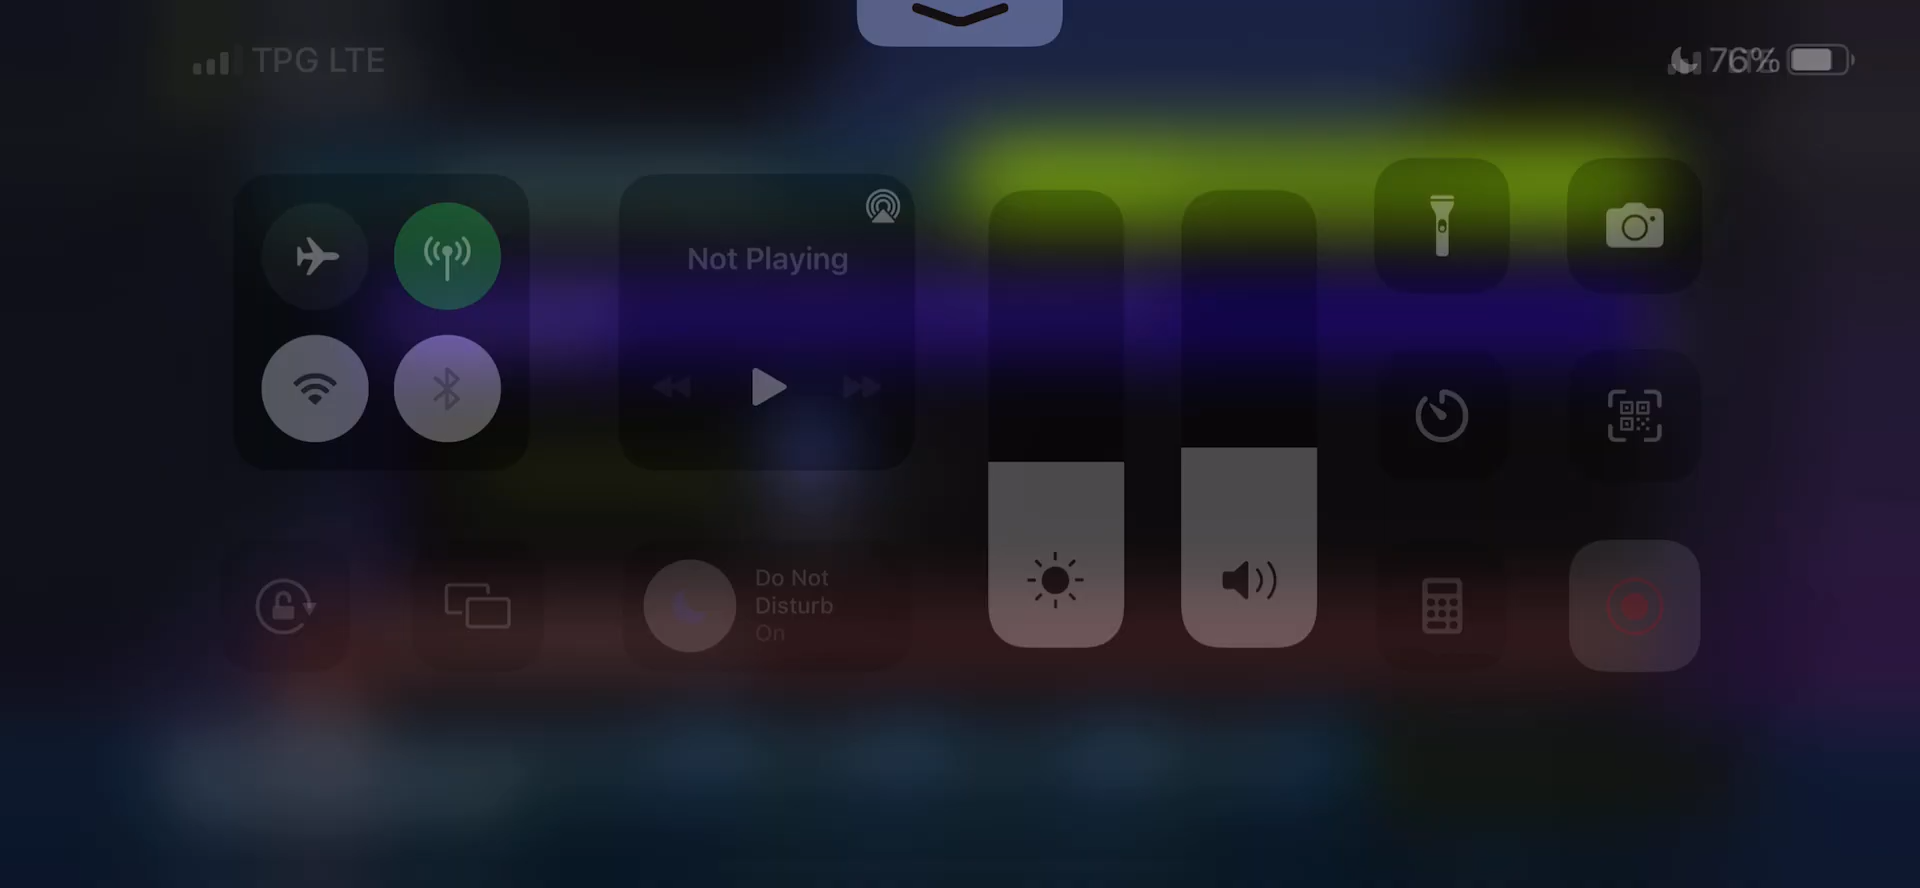 TPG LTE
76%
Not Playing
Do Not
Disturb
On